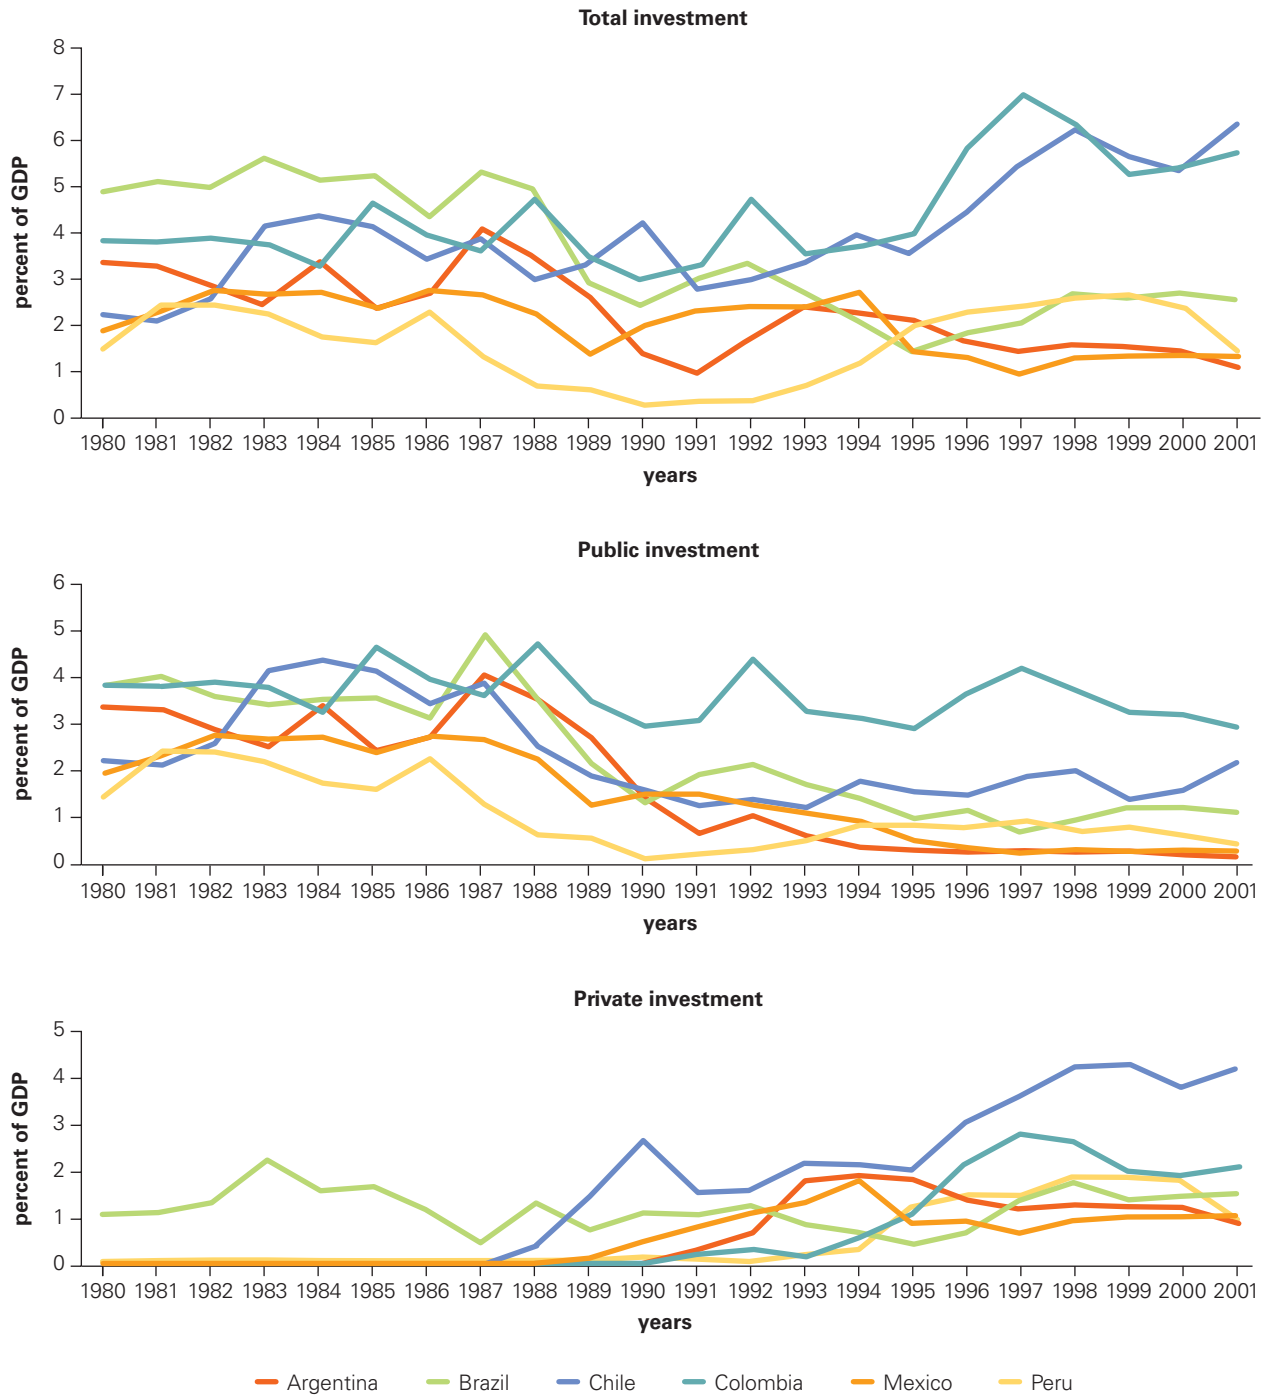 Total investment
percent of GDP
8
7
6
5
4
3
2
1
0
1980 1981 1982 1983 1984 1985 1986 1987 1988 1989 1990 1991 1992 1993 1994 1995 1996 1997 1998 1999 2000 2001
years
Public investment
percent of GDP
6
5
4
3
2
1
0
1980 1981 1982 1983 1984 1985 1986 1987 1988 1989 1990 1991 1992 1993 1994 1995 1996 1997 1998 1999 2000 2001
years
Private investment
percent of GDP
5
4
3
2
1
0
1980 1981 1982 1983 1984 1985 1986 1987 1988 1989 1990 1991 1992 1993 1994 1995 1996 1997 1998 1999 2000 2001
years
Argentina Brazil Chile Colombia Mexico Peru